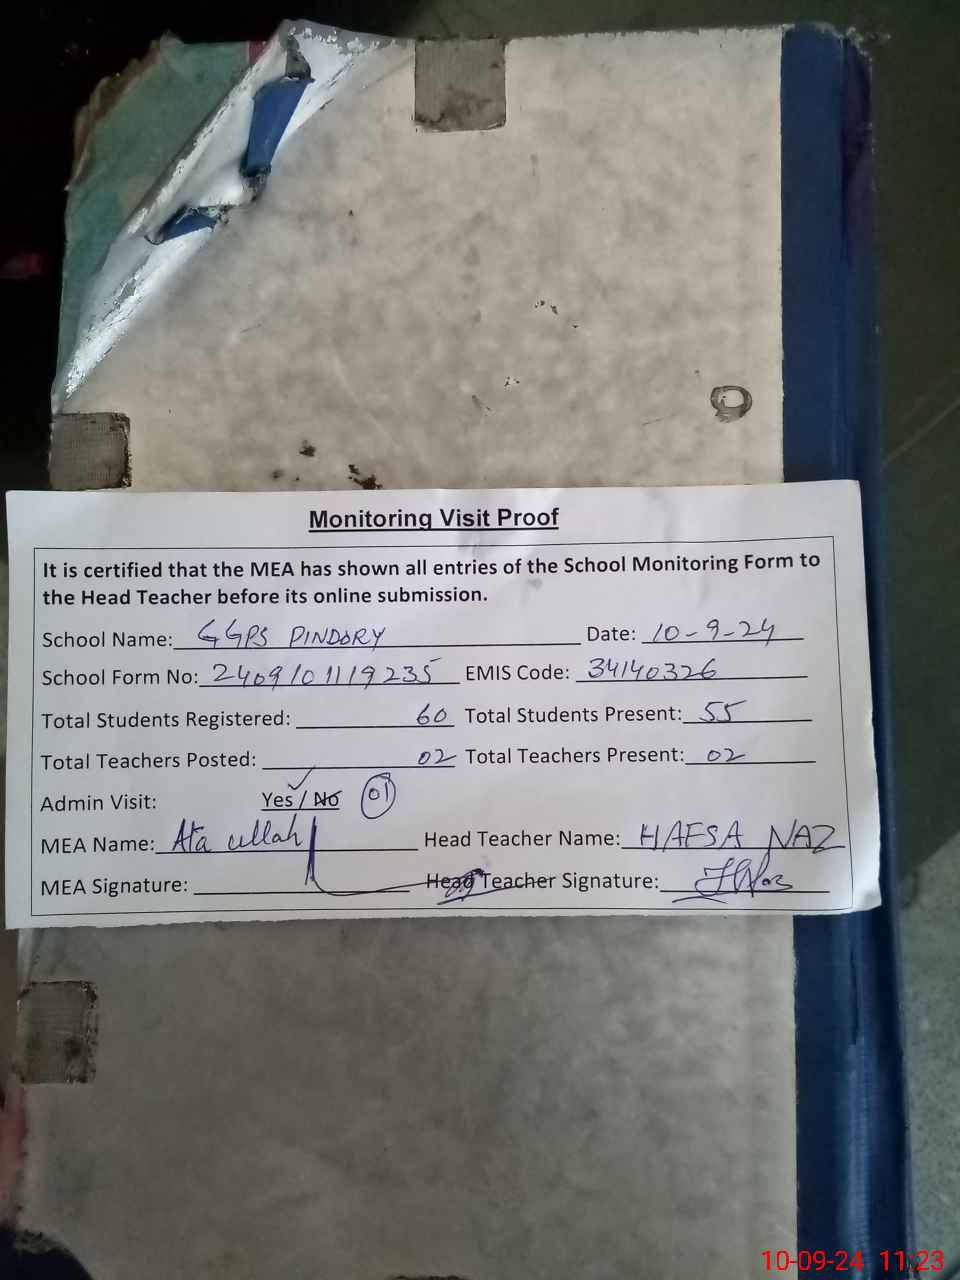 Monitoring Visit Proof
It is certified that the MEA has shown all entries of the School Monitoring Form to
the Head Teacher before its online submission.
School Name: GGPS PINDORY Date: 10-9-24
School Form No: 2409101119235 EMIS Code: 34140326
Total Students Registered: 60 Total Students Present: 55
Total Teachers Posted: 02 Total Teachers Present: 02
Admin Visit: Yes / No 01
MEA Name: Ata ullah Head Teacher Name: HAFSA NAZ
MEA Signature: Head Teacher Signature:
10-09-24 11:23